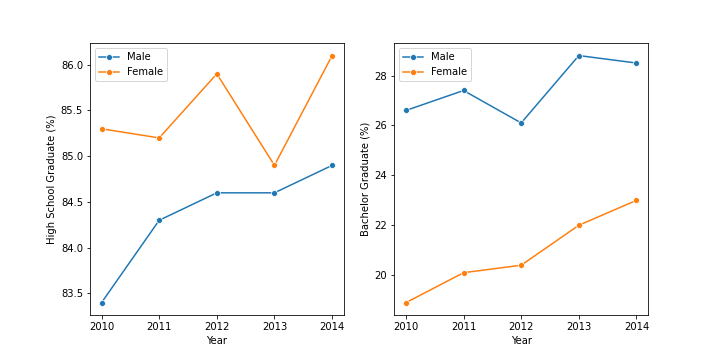 Male
Female
High School Graduate (%)
86.0
85.5
85.0
84.5
84.0
83.5
2010 2011 2012 2013 2014
Year
Male
Female
Bachelor Graduate (%)
28
26
24
22
20
2010 2011 2012 2013 2014
Year